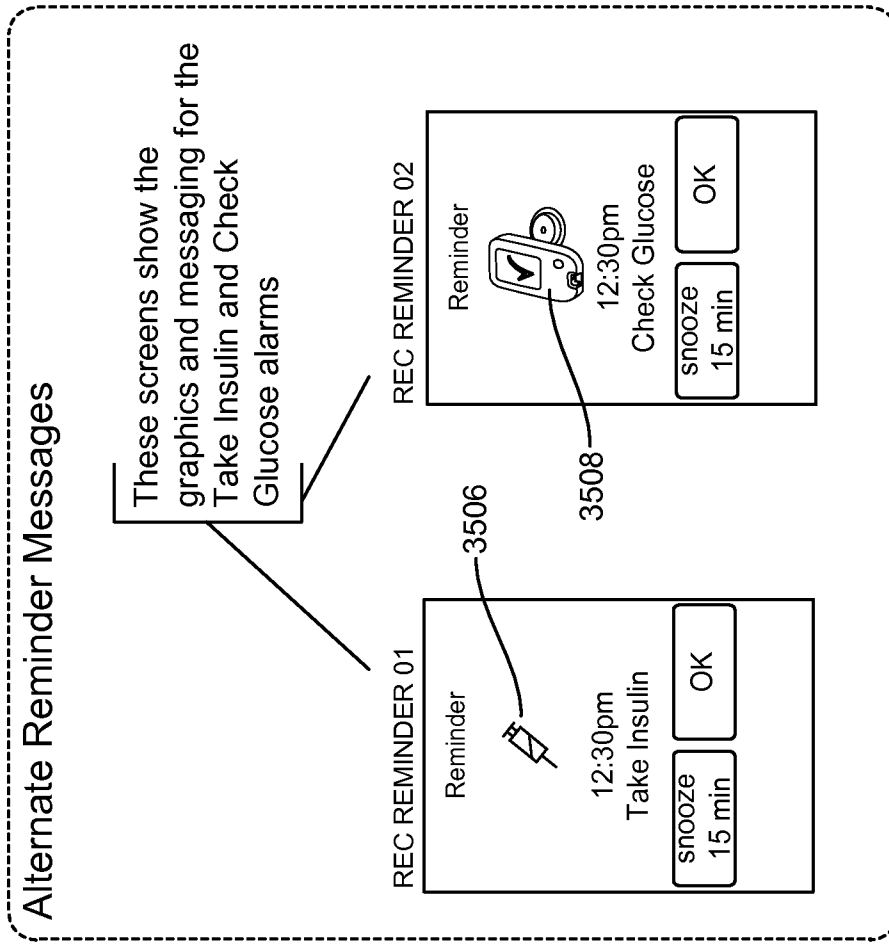 Alternate Reminder Messages
These screens show the
graphics and messaging for the
Take Insulin and Check
Glucose alarms
REC REMINDER 01
Reminder
3506
12:30pm
Take Insulin
snooze
15 min
OK
REC REMINDER 02
Reminder
3508
12:30pm
Check Glucose
snooze
15 min
OK